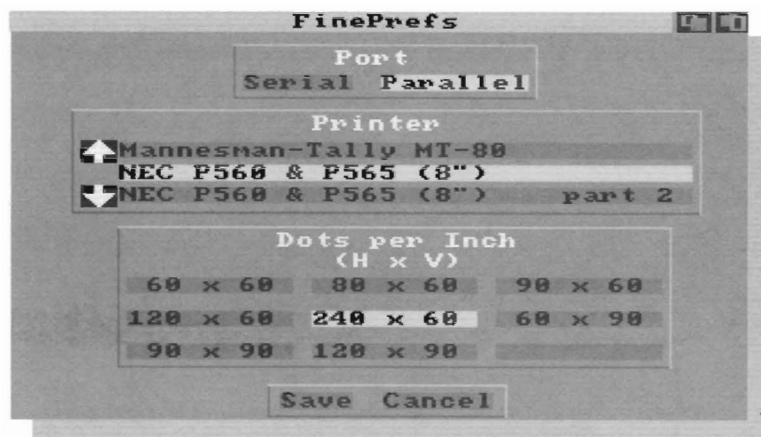 FinePrefs
Port
Serial Parallel
Printer
Mannesman-Tally MT-80
NEC P560 & P565 (8")
NEC P560 & P565 (8") part 2
Dots per Inch
(H x V)
60 x 60 80 x 60 90 x 60
120 x 60 240 x 60 60 x 90
90 x 90 120 x 90
Save Cancel